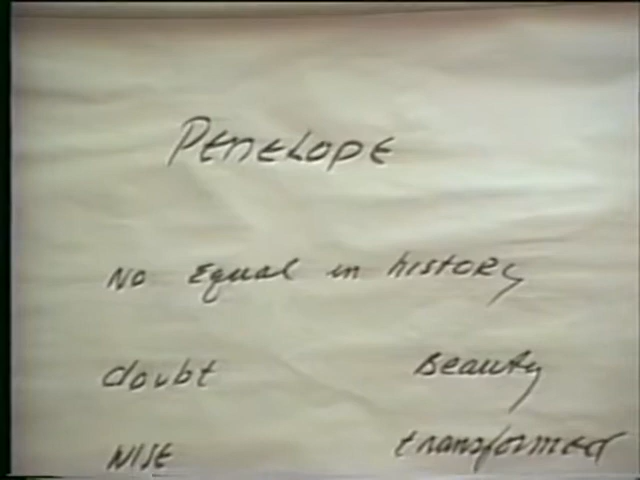 PENELOPE
NO Equal in history
doubt Beauty
WISE transformed